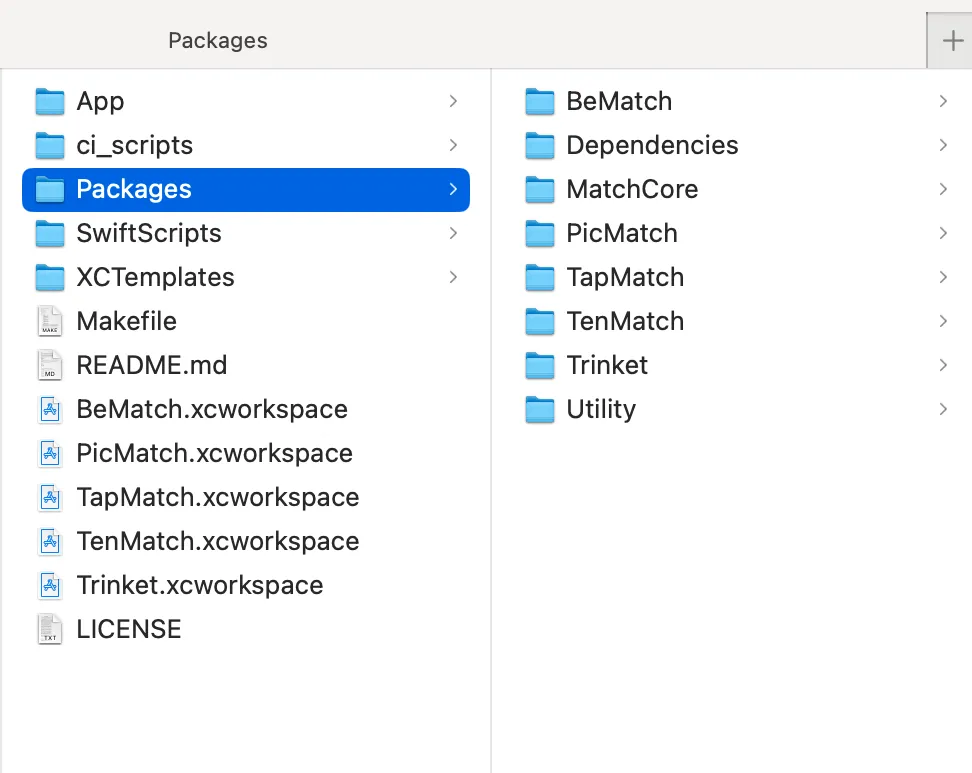 Packages
App
ci_scripts
Packages
SwiftScripts
XCTemplates
MAKE
Makefile
MD
README.md
BeMatch.xcworkspace
PicMatch.xcworkspace
TapMatch.xcworkspace
TenMatch.xcworkspace
Trinket.xcworkspace
TXT
LICENSE
BeMatch
Dependencies
MatchCore
PicMatch
TapMatch
TenMatch
Trinket
Utility